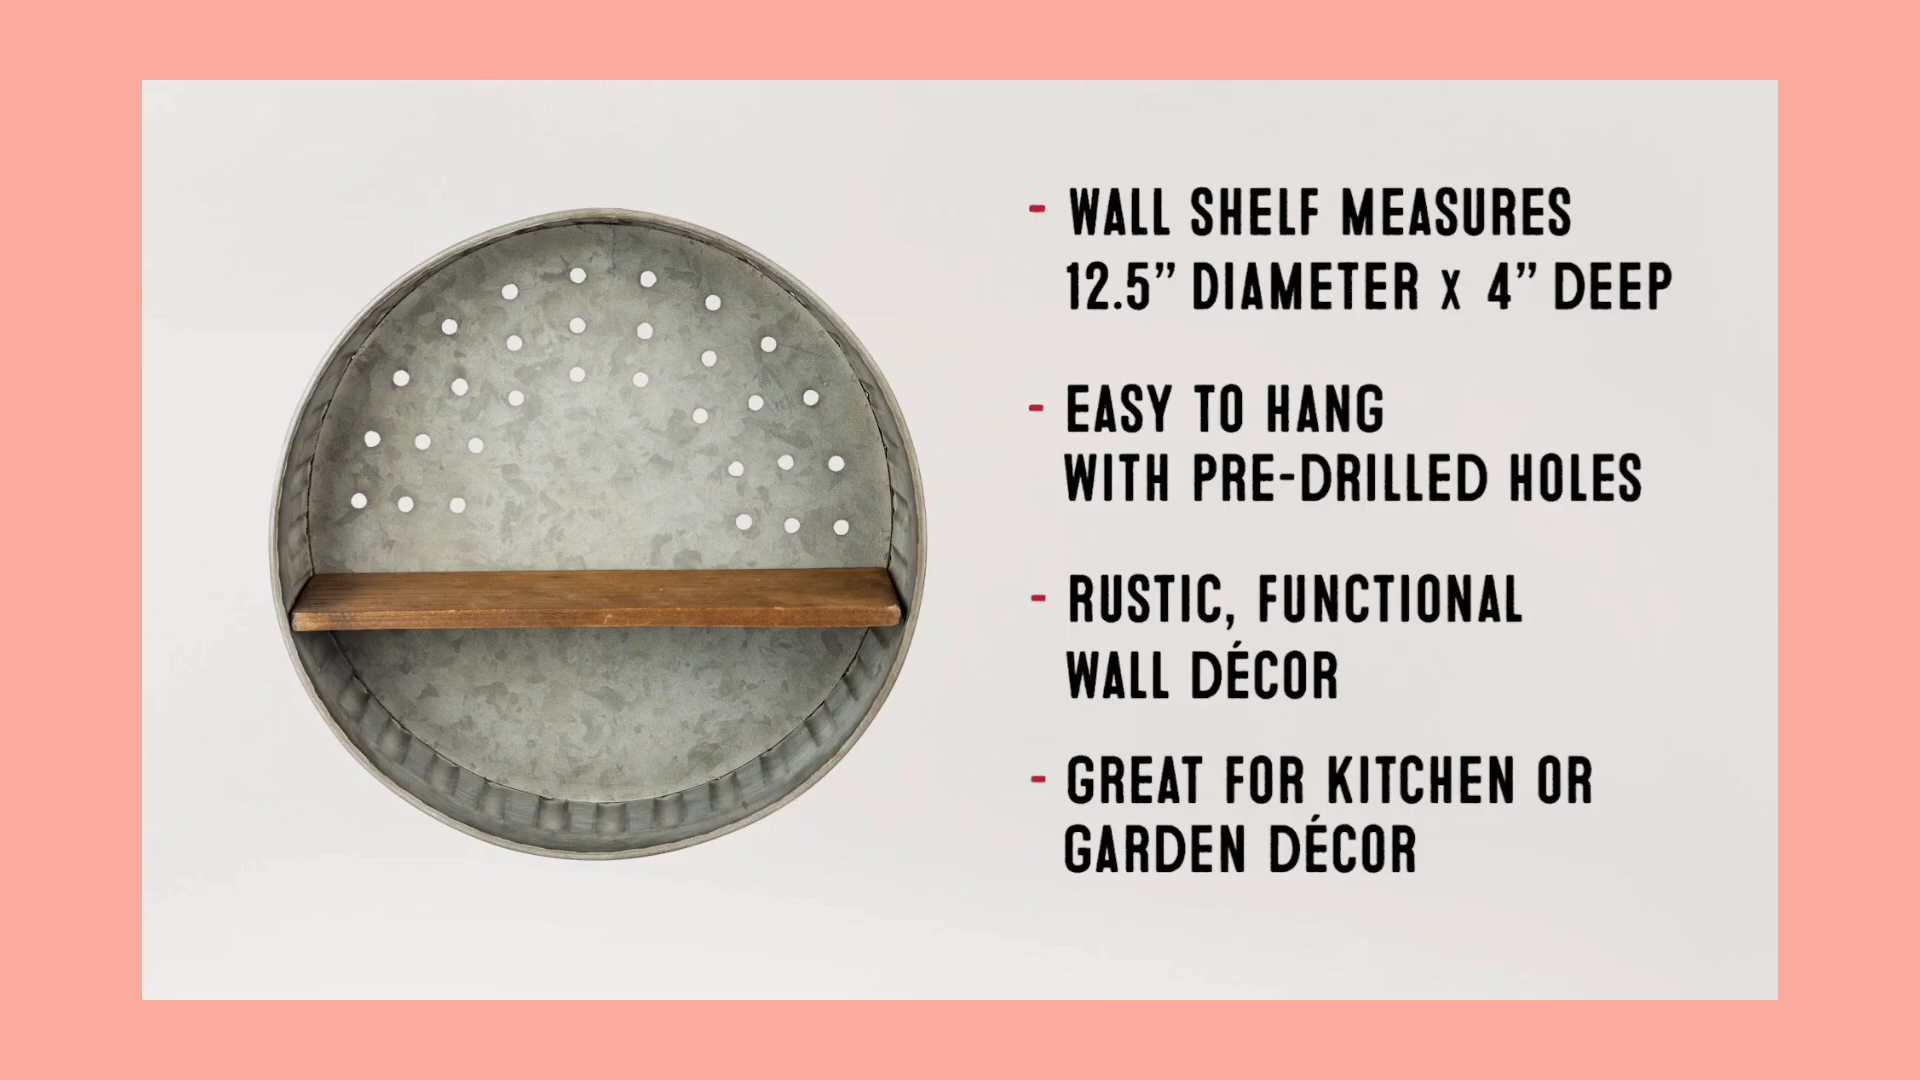 - WALL SHELF MEASURES
12.5” DIAMETER x 4” DEEP
- EASY TO HANG
WITH PRE-DRILLED HOLES
- RUSTIC, FUNCTIONAL
WALL DÉCOR
- GREAT FOR KITCHEN OR
GARDEN DÉCOR